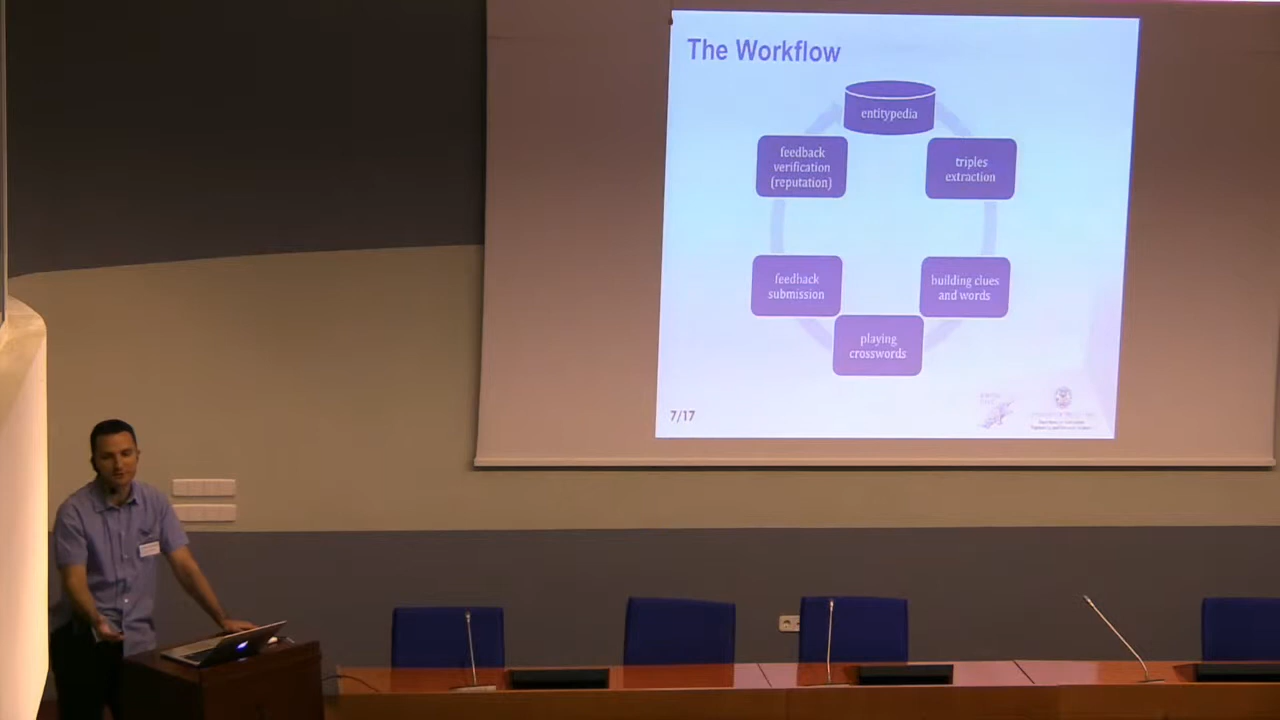 The Workflow
entitypedia
feedback
verification
(reputation)
triples
extraction
feedback
submission
building clues
and words
playing
crosswords
7/17